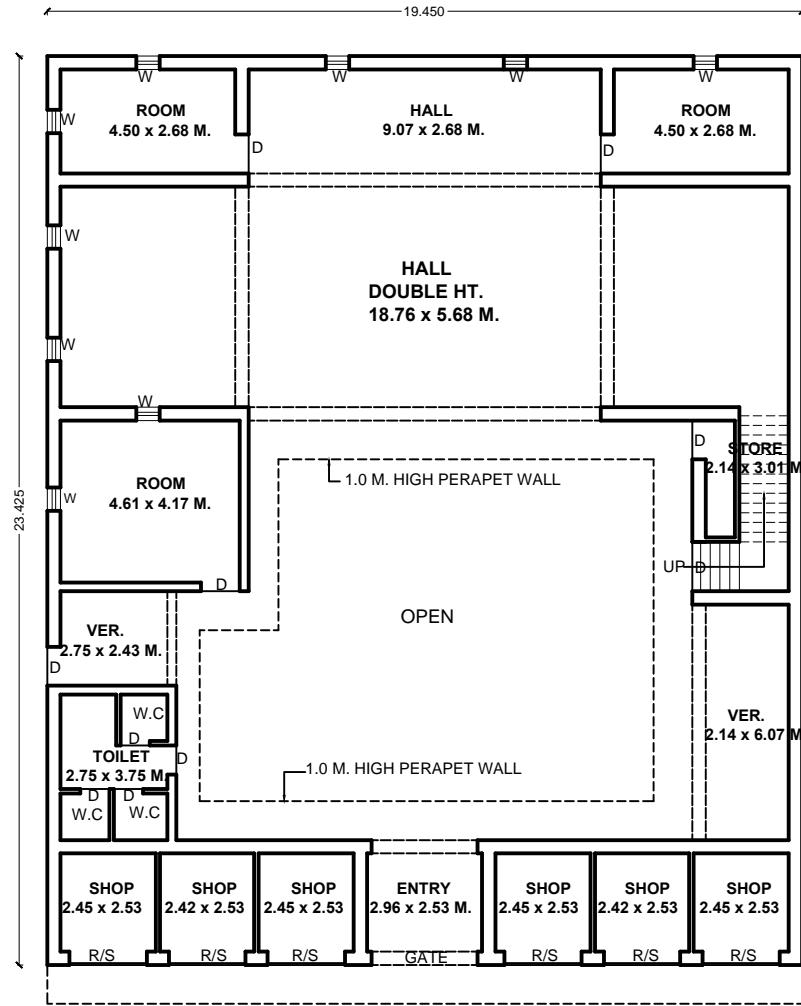 19.450
W
W
W
W
ROOM
4.50 x 2.68 M.
HALL
9.07 x 2.68 M.
ROOM
4.50 x 2.68 M.
W
D
D
W
HALL
DOUBLE HT.
18.76 x 5.68 M.
W
W
D
STORE
2.14 x 3.01 M
ROOM
4.61 x 4.17 M.
1.0 M. HIGH PERAPET WALL
W
23.425
UP
D
D
OPEN
VER.
2.75 x 2.43 M.
D
W.C
VER.
2.14 x 6.07 M
D
TOILET
2.75 x 3.75 M.
D
1.0 M. HIGH PERAPET WALL
D
D
W.C
W.C
SHOP
2.45 x 2.53
SHOP
2.42 x 2.53
SHOP
2.45 x 2.53
ENTRY
2.96 x 2.53 M.
SHOP
2.45 x 2.53
SHOP
2.42 x 2.53
SHOP
2.45 x 2.53
R/S
R/S
R/S
GATE
R/S
R/S
R/S